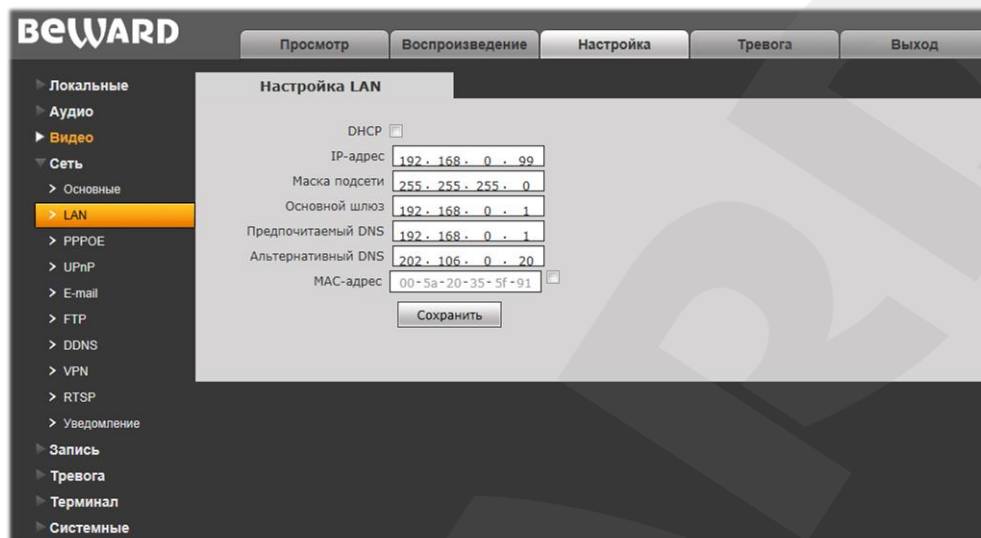 BEWARD
Просмотр Воспроизведение Настройка Тревога Выход
Локальные
Аудио
Видео
Сеть
> Основные
> LAN
> PPPOE
> UPnP
> E-mail
> FTP
> DDNS
> VPN
> RTSP
> Уведомление
Запись
Тревога
Терминал
Системные
Настройка LAN
DHCP
IP-адрес 192. 168. 0 . 99
Маска подсети 255. 255. 255. 0
Основной шлюз 192. 168. 0 . 1
Предпочитаемый DNS 192. 168. 0 . 1
Альтернативный DNS 202. 106. 0 . 20
MAC-адрес 00-5a-20-35-5f-91
Сохранить